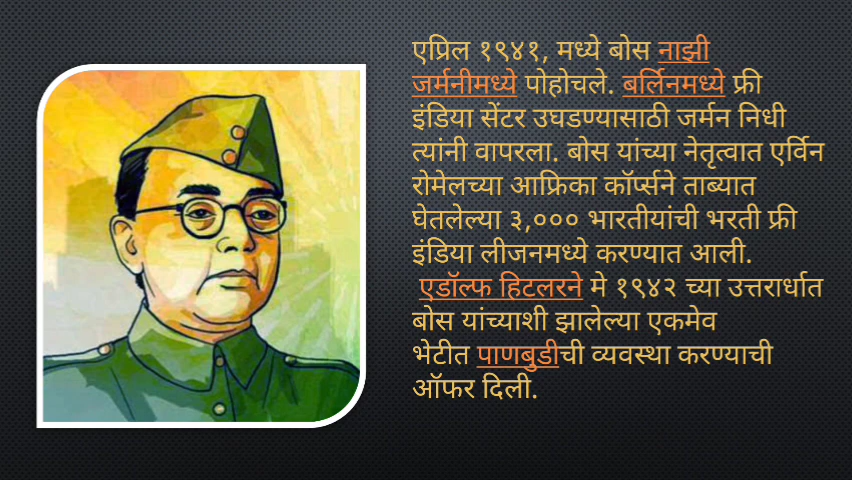 एप्रिल १९४१, मध्ये बोस नाझी
जर्मनीमध्ये पोहोचले. बर्लिनमध्ये फ्री
इंडिया सेंटर उघडण्यासाठी जर्मन निधी
त्यांनी वापरला. बोस यांच्या नेतृत्वात एर्विन
रोमेलच्या आफ्रिका कॉर्प्सने ताब्यात
घेतलेल्या ३,००० भारतीयांची भरती फ्री
इंडिया लीजनमध्ये करण्यात आली.
एडॉल्फ हिटलरने मे १९४२ च्या उत्तरार्धात
बोस यांच्याशी झालेल्या एकमेव
भेटीत पाणबुडीची व्यवस्था करण्याची
ऑफर दिली.